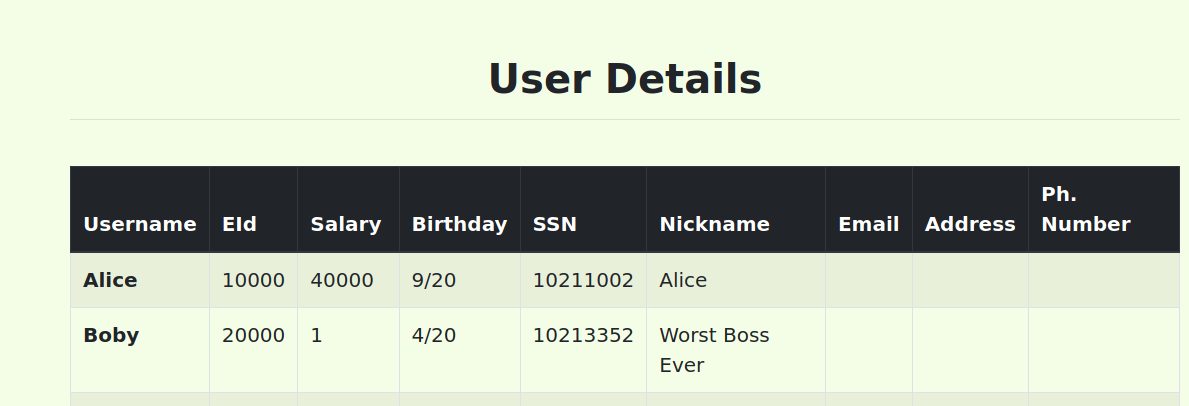 User Details
Username EId Salary Birthday SSN Nickname Email Address Ph. Number
Alice 10000 40000 9/20 10211002 Alice
Boby 20000 1 4/20 10213352 Worst Boss
Ever